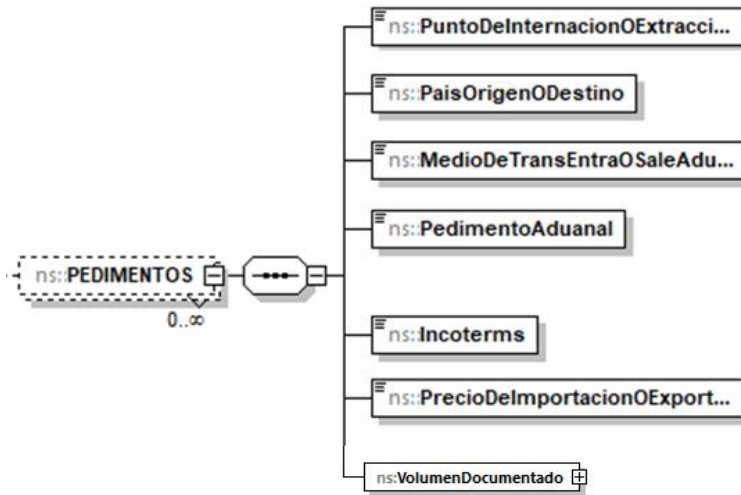 ns::PuntoDeInternacionOExtracci...
ns::PaisOrigenODestino
ns::MedioDeTransEntraOSaleAdu...
ns::PedimentoAduanal
ns::PEDIMENTOS
0..∞
ns::Incoterms
ns::PrecioDeImportacionOExport...
ns:VolumenDocumentado